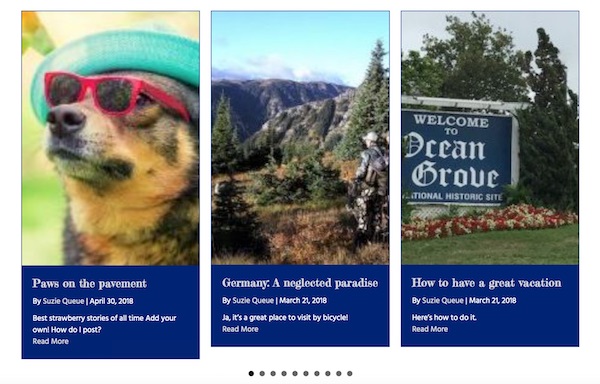 WELCOME
TO
Ocean
Grove
NATIONAL HISTORIC SITE
Paws on the pavement
By Suzie Queue | April 30, 2018
Best strawberry stories of all time Add your
own! How do I post?
Read More
Germany: A neglected paradise
By Suzie Queue | March 21, 2018
Ja, it's a great place to visit by bicycle!
Read More
How to have a great vacation
By Suzie Queue | March 21, 2018
Here's how to do it.
Read More